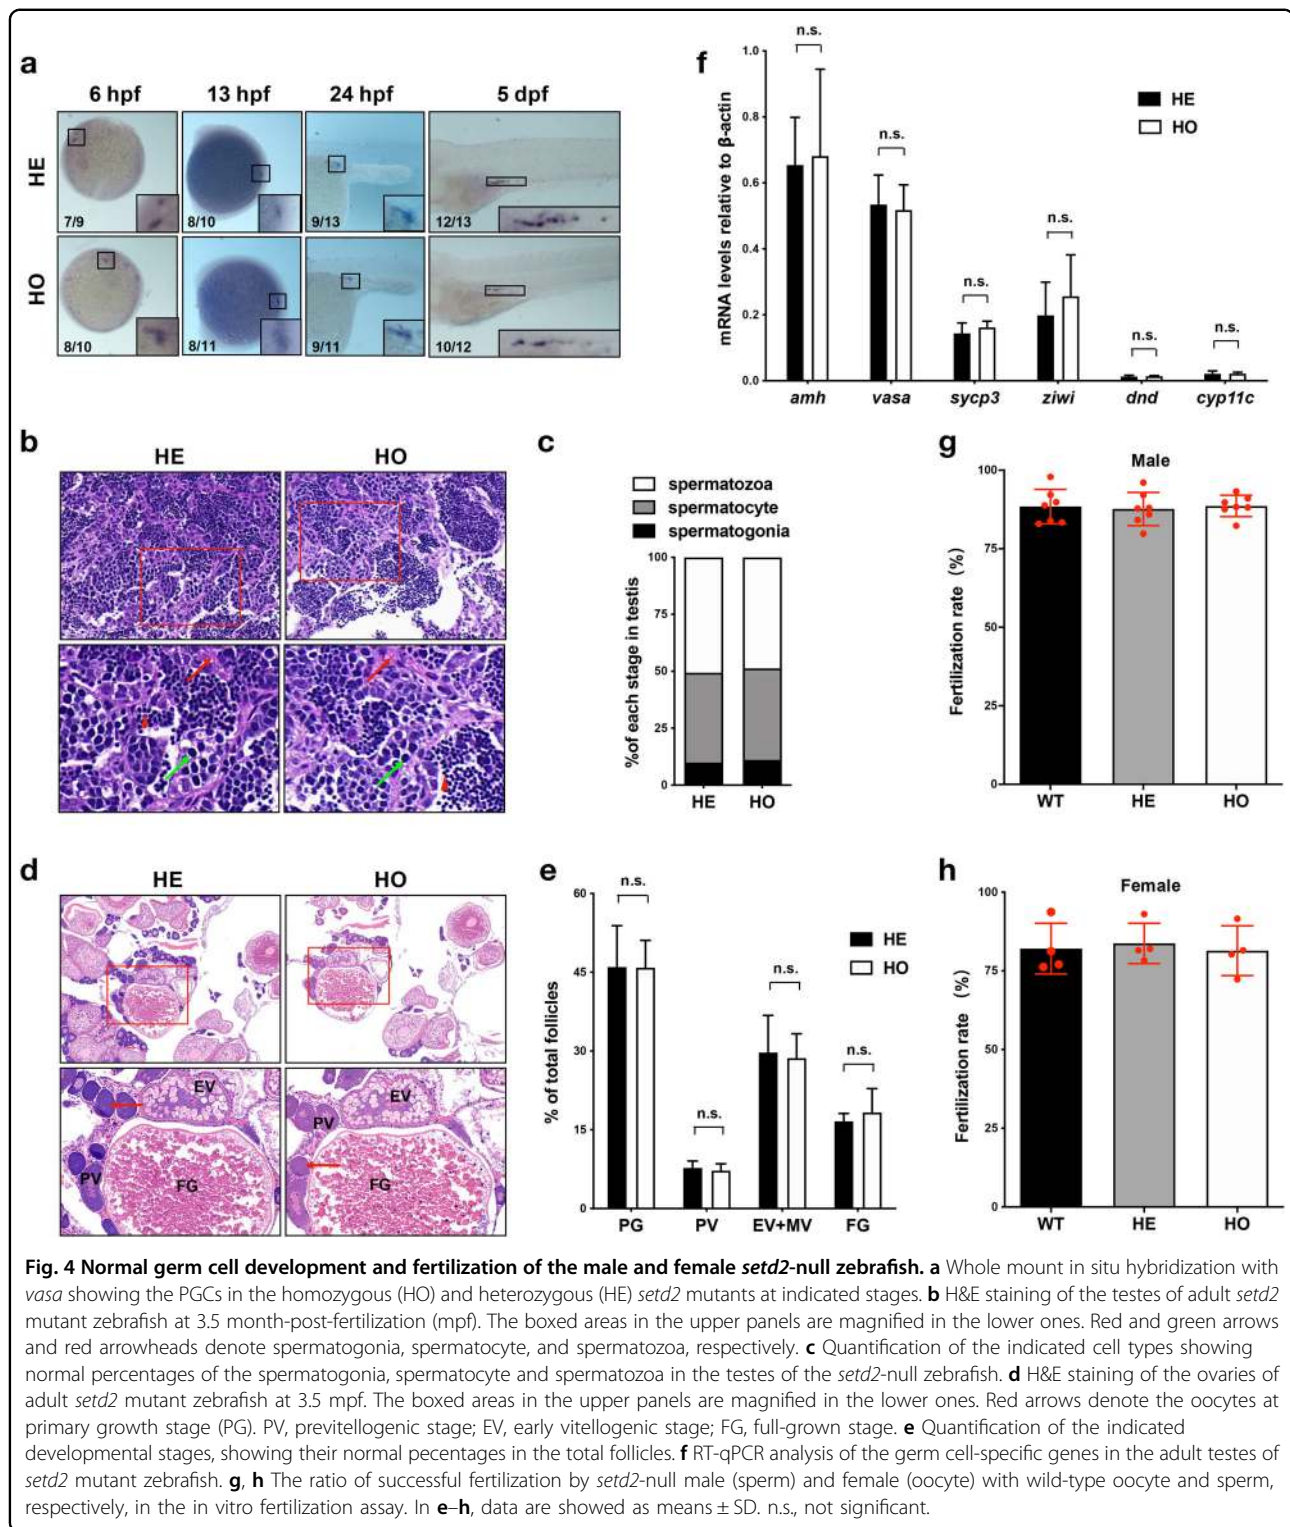 a
6 hpf 13 hpf 24 hpf 5 dpf
HE
7/9 8/10 9/13 12/13
HO
8/10 8/11 9/11 10/12
f
mRNA levels relative to β-actin
1.0
0.8
0.6
0.4
0.2
0.0
n.s.
n.s.
n.s.
n.s.
n.s.
n.s.
HE
HO
amh vasa sycp3 ziwi dnd cyp11c
b
HE HO
c
spermatozoa
spermatocyte
spermatogonia
%of each stage in testis
100
75
50
25
0
HE HO
g
Male
Fertilization rate (%)
100
75
50
25
0
WT HE HO
d
HE HO
EV
PV
FG
EV
PV
FG
e
% of total follicles
60
45
30
15
0
n.s.
n.s.
n.s.
n.s.
HE
HO
PG PV EV+MV FG
h
Female
Fertilization rate (%)
100
75
50
25
0
WT HE HO
Fig. 4 Normal germ cell development and fertilization of the male and female setd2-null zebrafish. a Whole mount in situ hybridization with
vasa showing the PGCs in the homozygous (HO) and heterozygous (HE) setd2 mutants at indicated stages. b H&E staining of the testes of adult setd2
mutant zebrafish at 3.5 month-post-fertilization (mpf). The boxed areas in the upper panels are magnified in the lower ones. Red and green arrows
and red arrowheads denote spermatogonia, spermatocyte, and spermatozoa, respectively. c Quantification of the indicated cell types showing
normal percentages of the spermatogonia, spermatocyte and spermatozoa in the testes of the setd2-null zebrafish. d H&E staining of the ovaries of
adult setd2 mutant zebrafish at 3.5 mpf. The boxed areas in the upper panels are magnified in the lower ones. Red arrows denote the oocytes at
primary growth stage (PG). PV, previtellogenic stage; EV, early vitellogenic stage; FG, full-grown stage. e Quantification of the indicated
developmental stages, showing their normal pecentages in the total follicles. f RT-qPCR analysis of the germ cell-specific genes in the adult testes of
setd2 mutant zebrafish. g, h The ratio of successful fertilization by setd2-null male (sperm) and female (oocyte) with wild-type oocyte and sperm,
respectively, in the in vitro fertilization assay. In e–h, data are showed as means ± SD. n.s., not significant.